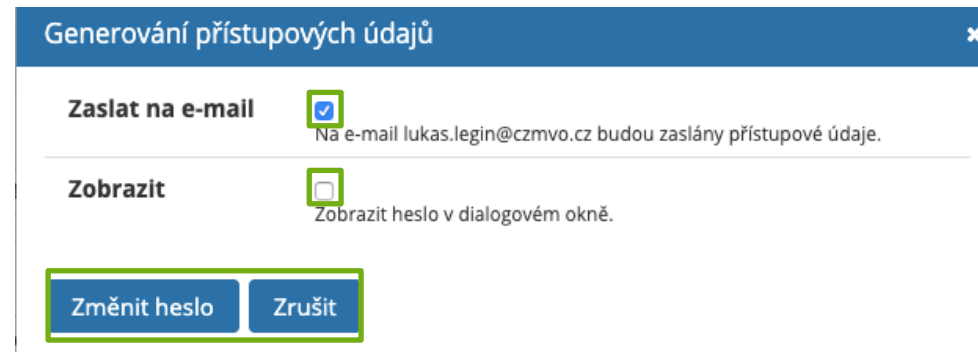 Generování přístupových údajů
Zaslat na e-mail
Na e-mail lukas.legin@czmvo.cz budou zaslány přístupové údaje.
Zobrazit
Zobrazit heslo v dialogovém okně.
Změnit heslo Zrušit